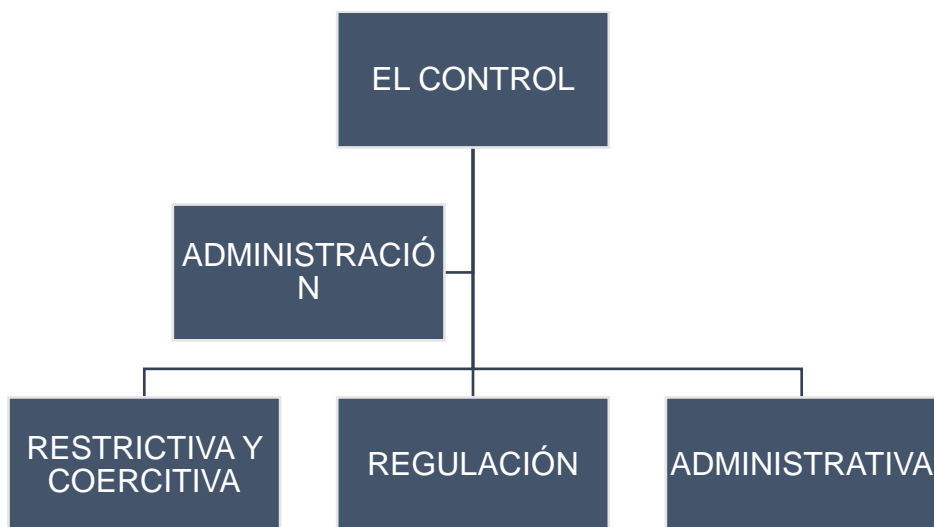 EL CONTROL
ADMINISTRACIÓ
N
RESTRICTIVA Y
COERCITIVA
REGULACIÓN
ADMINISTRATIVA